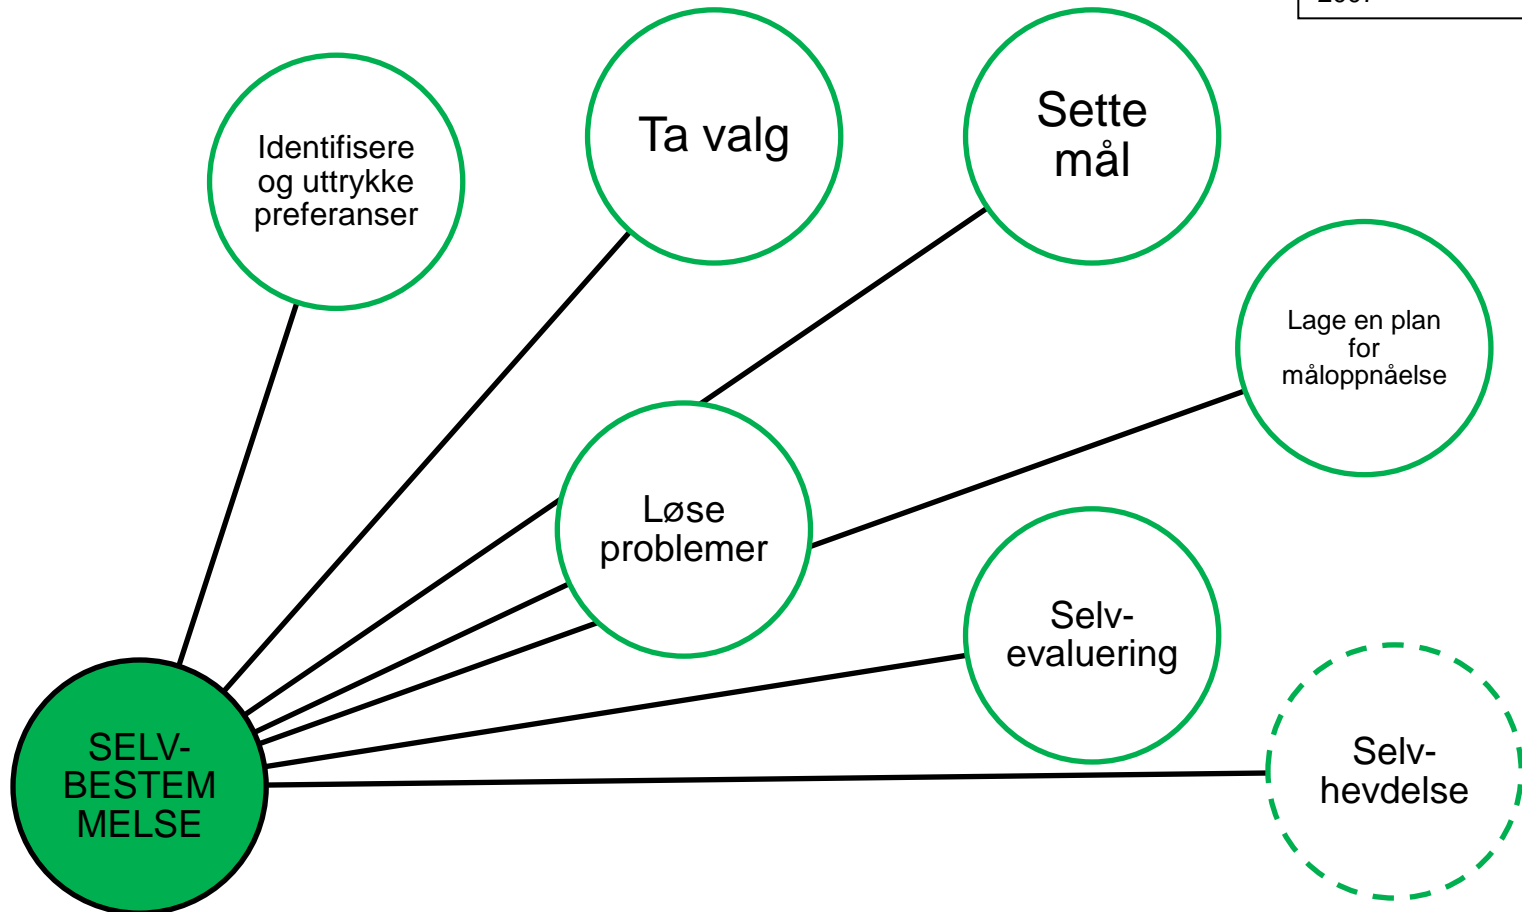 Identifisere
og uttrykke
preferanser
Ta valg
Sette
mål
Lage en plan
for
måloppnåelse
Løse
problemer
Selv-
evaluering
Selv-
hevdelse
SELV-
BESTEM
MELSE